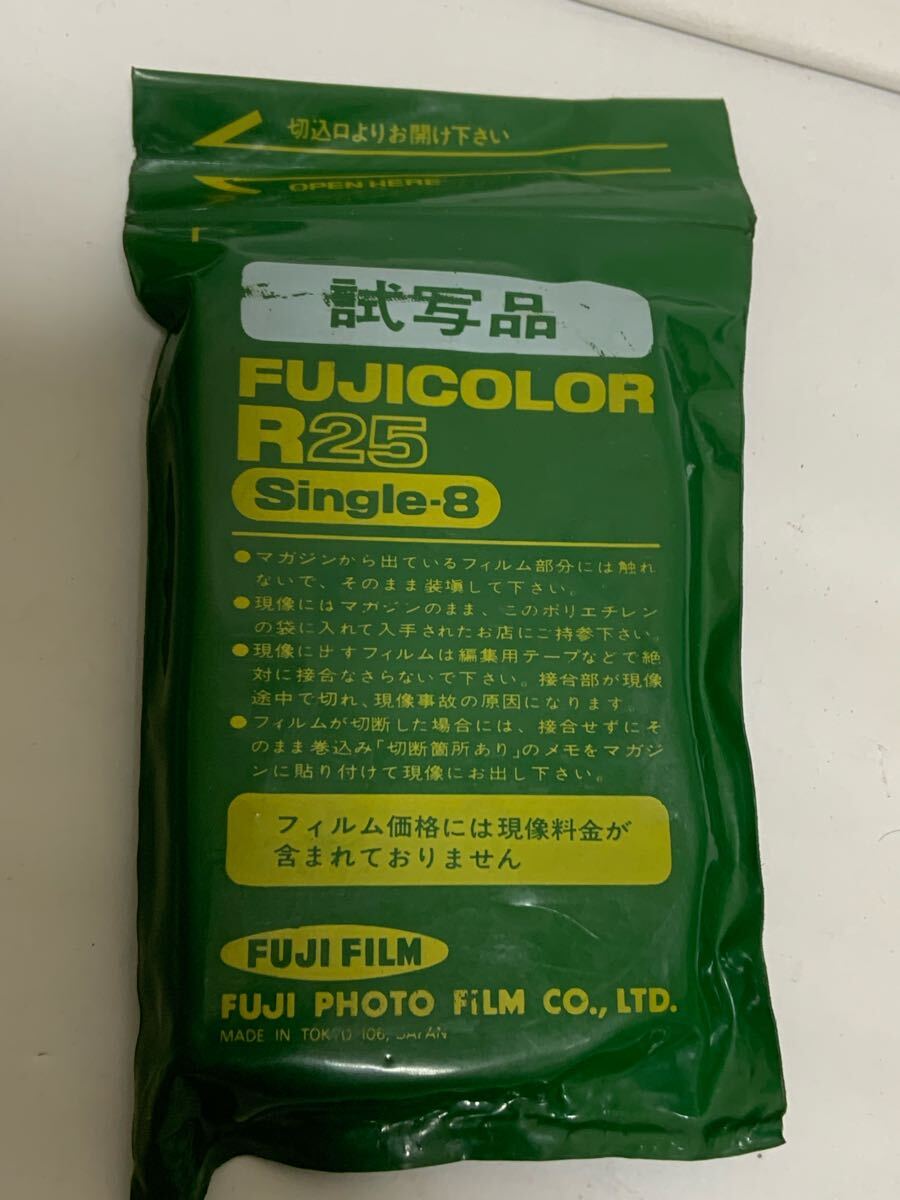 切込口よりお開け下さい
OPEN HERE
試写品
FUJICOLOR
R25
Single-8
●マガジンから出ているフィルム部分には触れ
ないで、そのまま装塡して下さい。
●現像にはマガジンのまま、このポリエチレン
の袋に入れて入手されたお店にご持参下さい。
●現像に出すフィルムは編集用テープなどで絶
対に接合なさらないで下さい。接合部が現像
途中で切れ、現像事故の原因になります。
●フィルムが切断した場合には、接合せずにそ
のまま巻込み「切断箇所あり」のメモをマガジ
ンに貼り付けて現像にお出し下さい。
フィルム価格には現像料金が
含まれておりません
FUJI FILM
FUJI PHOTO FILM CO., LTD.
MADE IN TOKYO 106, JAPAN